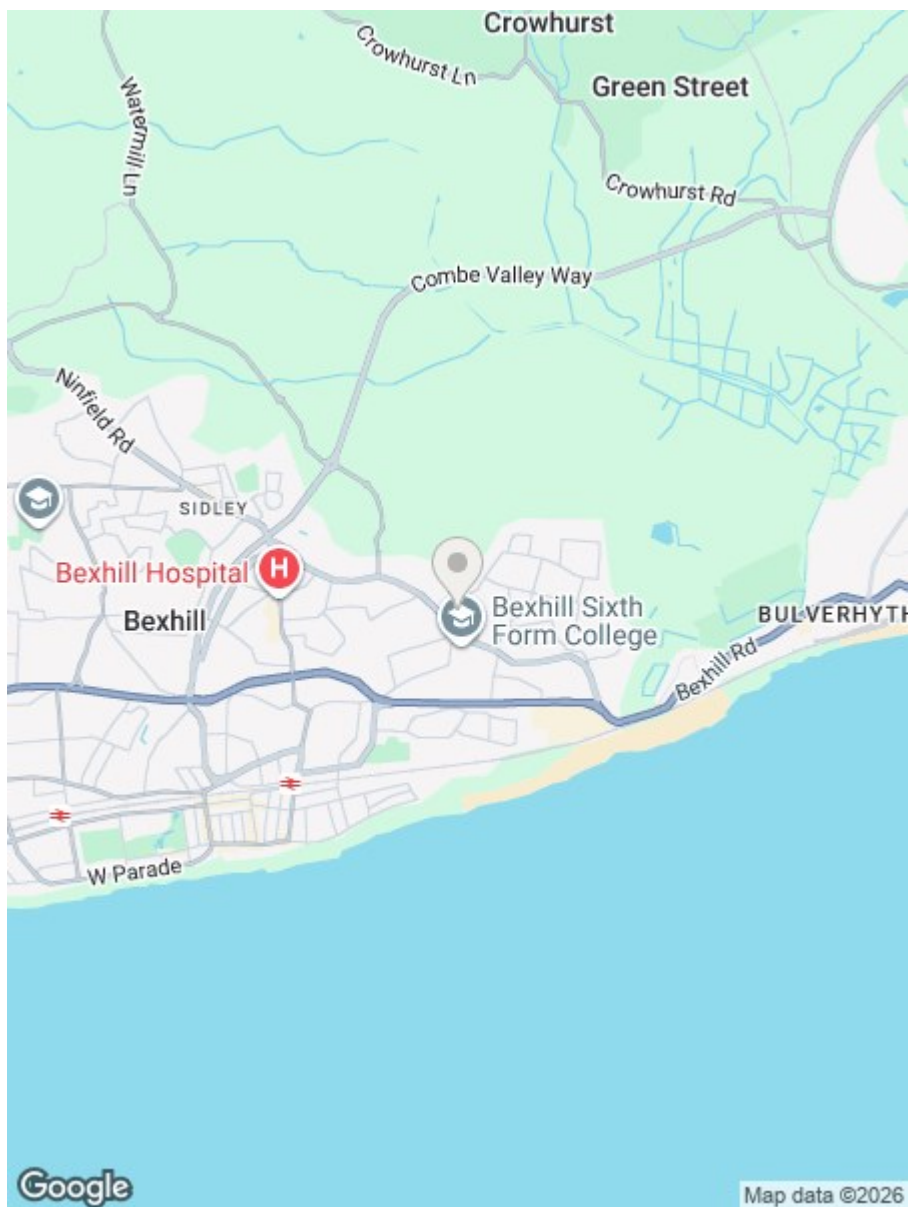 Crowhurst
Crowhurst Ln
Green Street
Watermill Ln
Crowhurst Rd
Combe Valley Way
Ninfield Rd
SIDLEY
Bexhill Hospital
H
Bexhill
Bexhill Sixth
Form College
BULVERHYTH
Bexhill Rd
W Parade
Google
Map data ©2026